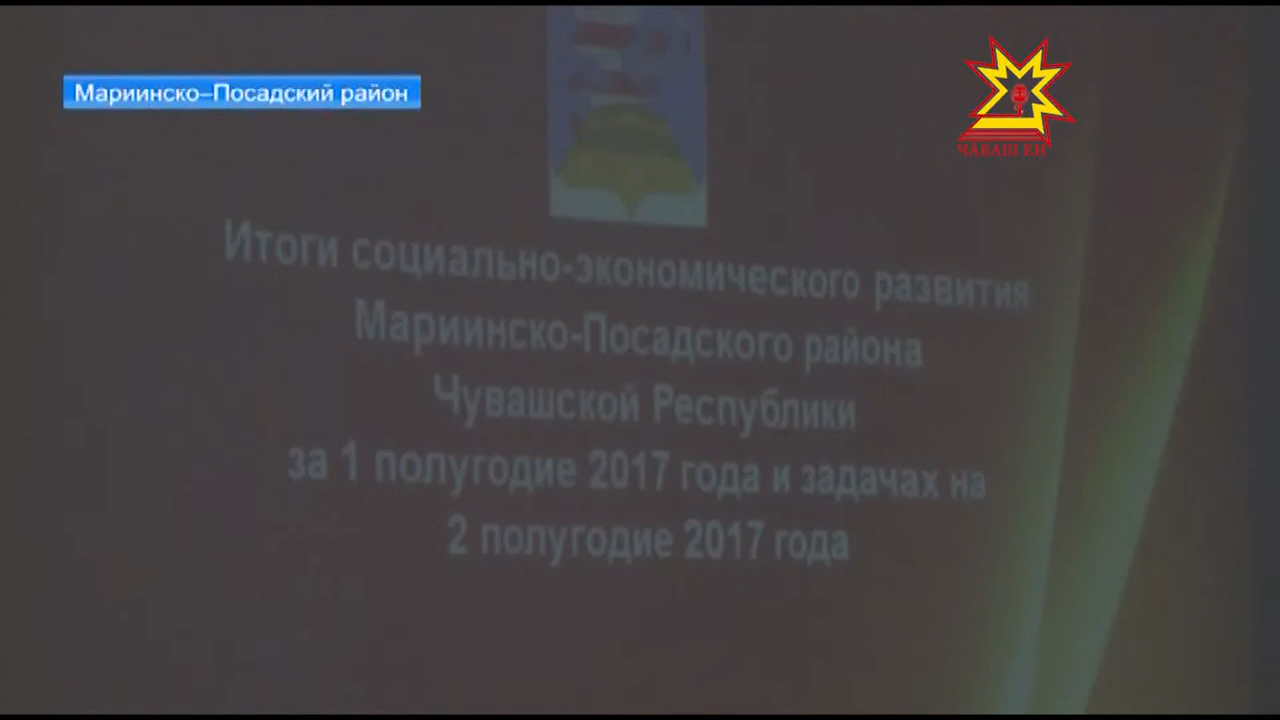 Мариинско–Посадский район
ЧӐВАШ ЕН
Итоги социально-экономического развития
Мариинско-Посадского района
Чувашской Республики
за 1 полугодие 2017 года и задачах на
2 полугодие 2017 года